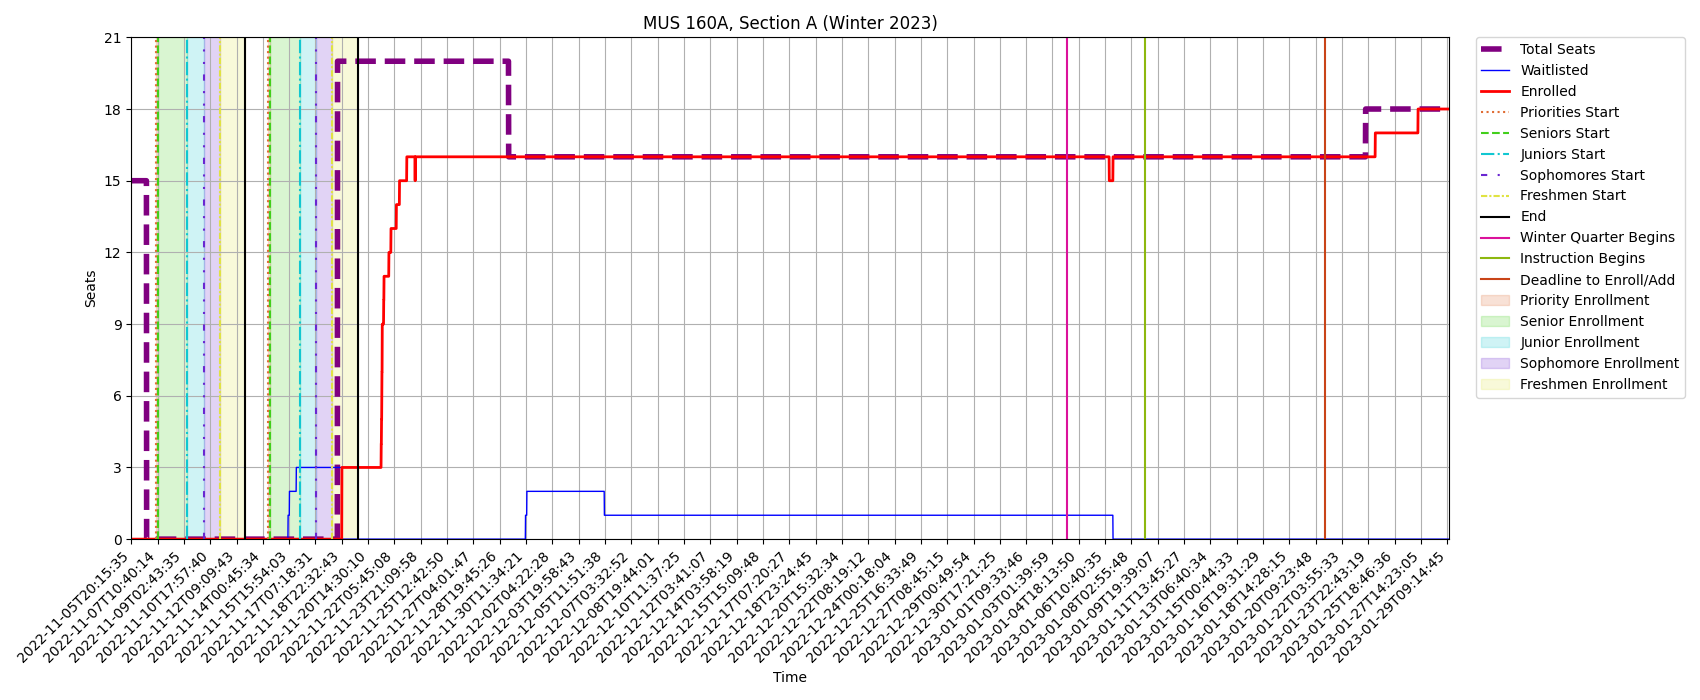 MUS 160A, Section A (Winter 2023)
Seats
21
18
15
12
9
6
3
0
2022-11-05T20:15:35
2022-11-07T10:40:14
2022-11-09T02:43:35
2022-11-10T17:57:40
2022-11-12T09:09:43
2022-11-14T00:45:34
2022-11-15T15:54:03
2022-11-17T07:18:31
2022-11-18T22:32:43
2022-11-20T14:30:10
2022-11-22T05:45:08
2022-11-23T21:09:58
2022-11-25T12:42:50
2022-11-27T04:01:47
2022-11-28T19:45:26
2022-11-30T11:34:21
2022-12-02T04:22:28
2022-12-03T19:58:43
2022-12-05T11:51:38
2022-12-07T03:32:52
2022-12-08T19:44:01
2022-12-10T11:37:25
2022-12-12T03:41:07
2022-12-14T03:58:19
2022-12-15T15:09:48
2022-12-17T07:20:27
2022-12-18T23:24:45
2022-12-20T15:32:34
2022-12-22T08:19:12
2022-12-24T00:18:04
2022-12-25T16:33:49
2022-12-27T08:45:15
2022-12-29T00:49:54
2022-12-30T17:21:25
2023-01-01T09:33:46
2023-01-03T01:39:59
2023-01-04T18:13:50
2023-01-06T10:40:35
2023-01-08T02:55:48
2023-01-09T19:39:07
2023-01-11T13:45:27
2023-01-13T06:40:34
2023-01-15T00:44:33
2023-01-16T19:31:29
2023-01-18T14:28:15
2023-01-20T09:23:48
2023-01-22T03:55:33
2023-01-23T22:43:19
2023-01-25T18:46:36
2023-01-27T14:23:05
2023-01-29T09:14:45
Time
Total Seats
Waitlisted
Enrolled
Priorities Start
Seniors Start
Juniors Start
Sophomores Start
Freshmen Start
End
Winter Quarter Begins
Instruction Begins
Deadline to Enroll/Add
Priority Enrollment
Senior Enrollment
Junior Enrollment
Sophomore Enrollment
Freshmen Enrollment